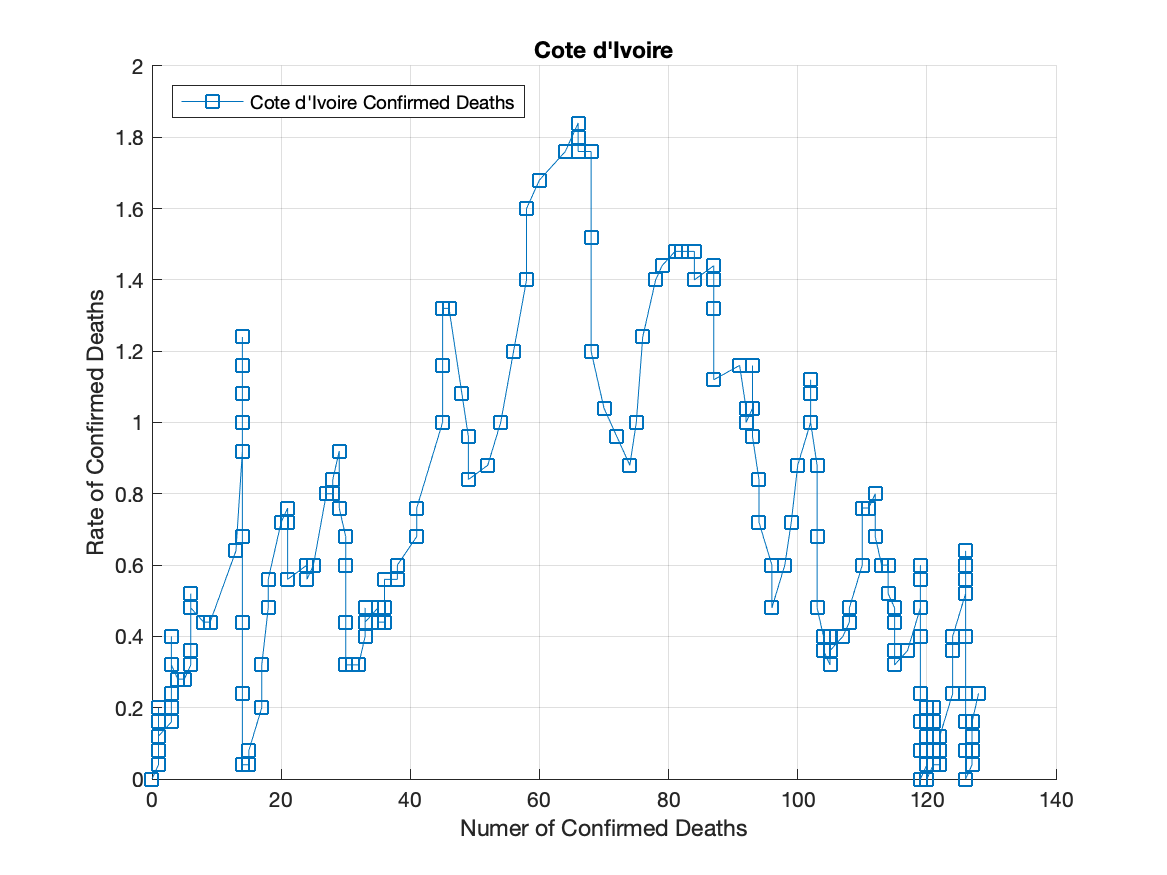 Cote d'Ivoire
Cote d'Ivoire Confirmed Deaths
2
1.8
1.6
1.4
1.2
1
0.8
0.6
0.4
0.2
0
Rate of Confirmed Deaths
0 20 40 60 80 100 120 140
Numer of Confirmed Deaths